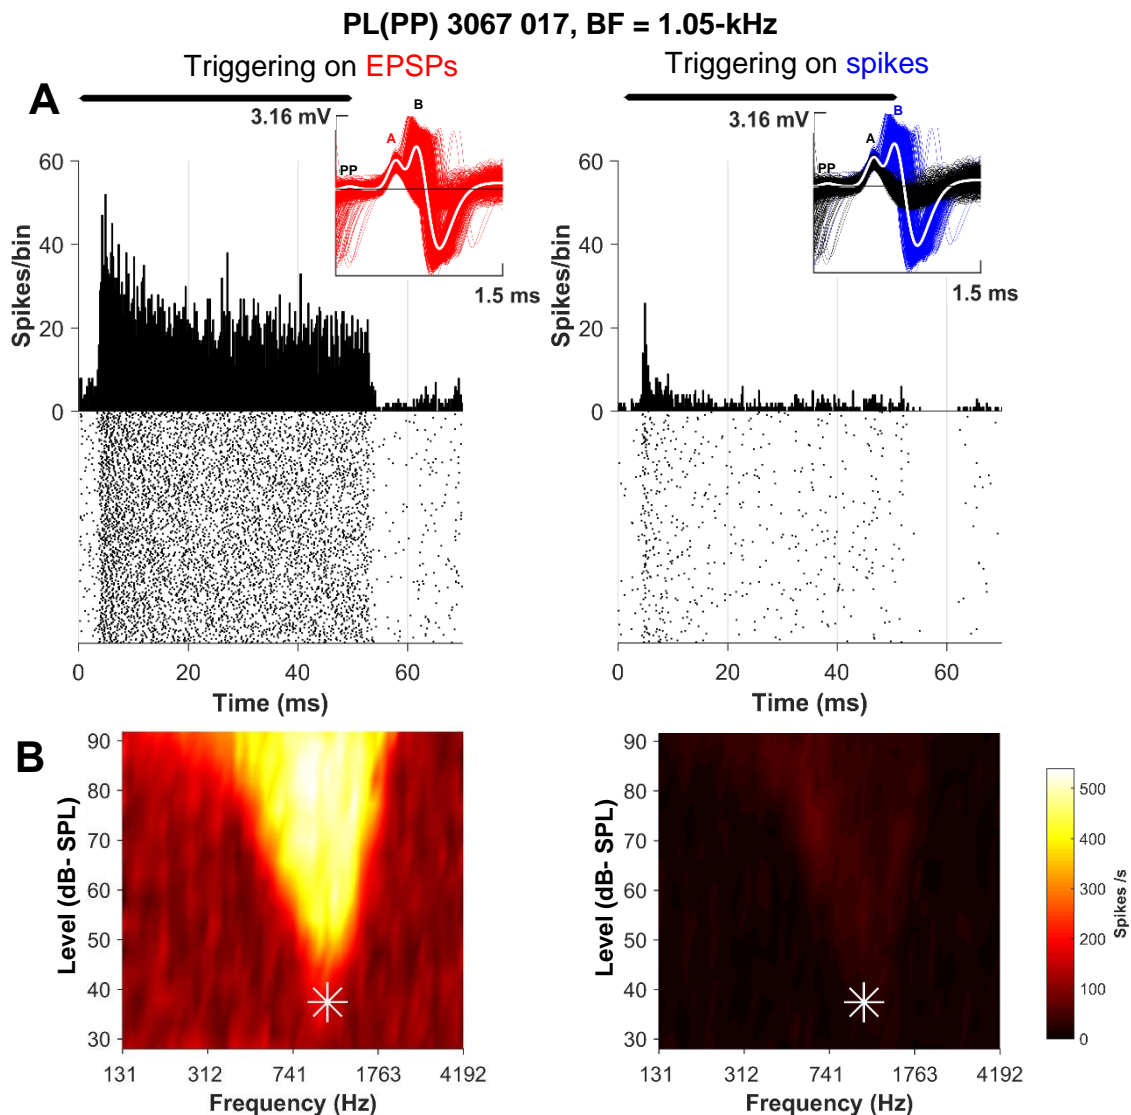 PL(PP) 3067 017, BF = 1.05-kHz
Triggering on EPSPs
Triggering on spikes
A
3.16 mV
B
A
PP
1.5 ms
3.16 mV
B
A
PP
1.5 ms
Spikes/bin
60
40
20
0
0 20 40 60
Time (ms)
Spikes/bin
60
40
20
0
0 20 40 60
Time (ms)
B
Level (dB- SPL)
90
80
70
60
50
40
30
131 312 741 1763 4192
Frequency (Hz)
Level (dB- SPL)
90
80
70
60
50
40
30
131 312 741 1763 4192
Frequency (Hz)
500
400
300
200
100
0
Spikes /s